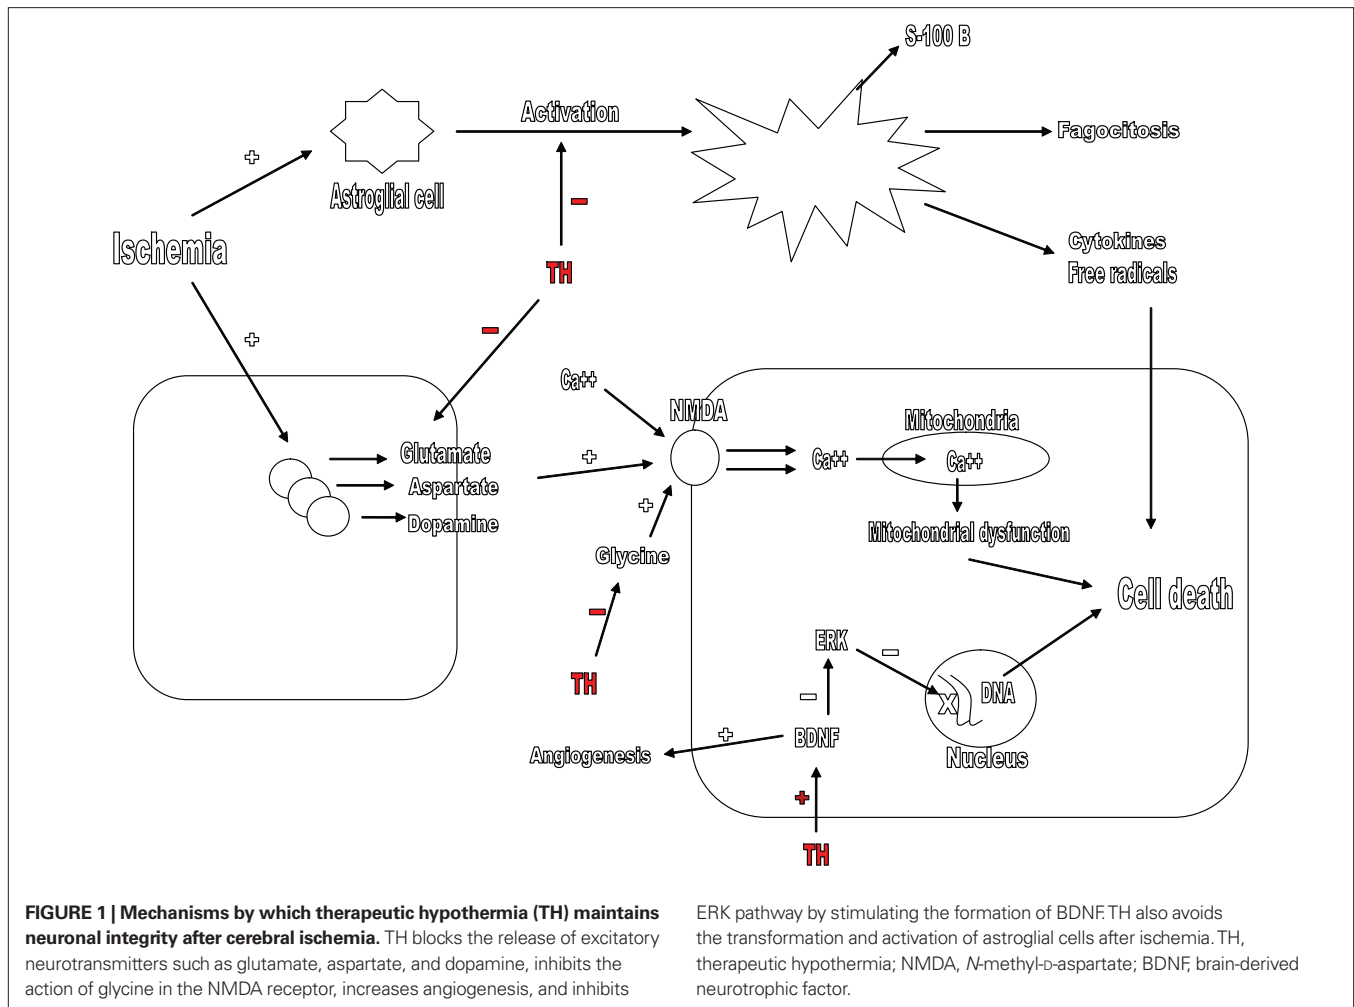 S-100 B
Activation
Fagocitosis
+
Astroglial cell
−
Ischemia
Cytokines
Free radicals
TH
−
+
Ca++
NMDA
Mitochondria
Glutamate
+
Ca++
Ca++
Aspartate
+
Dopamine
Mitochondrial dysfunction
Glycine
Cell death
−
ERK
−
TH
DNA
−
X
+
BDNF
Angiogenesis
Nucleus
+
TH
FIGURE 1 | Mechanisms by which therapeutic hypothermia (TH) maintains
neuronal integrity after cerebral ischemia. TH blocks the release of excitatory
neurotransmitters such as glutamate, aspartate, and dopamine, inhibits the
action of glycine in the NMDA receptor, increases angiogenesis, and inhibits
ERK pathway by stimulating the formation of BDNF. TH also avoids
the transformation and activation of astroglial cells after ischemia. TH,
therapeutic hypothermia; NMDA, N-methyl-D-aspartate; BDNF, brain-derived
neurotrophic factor.